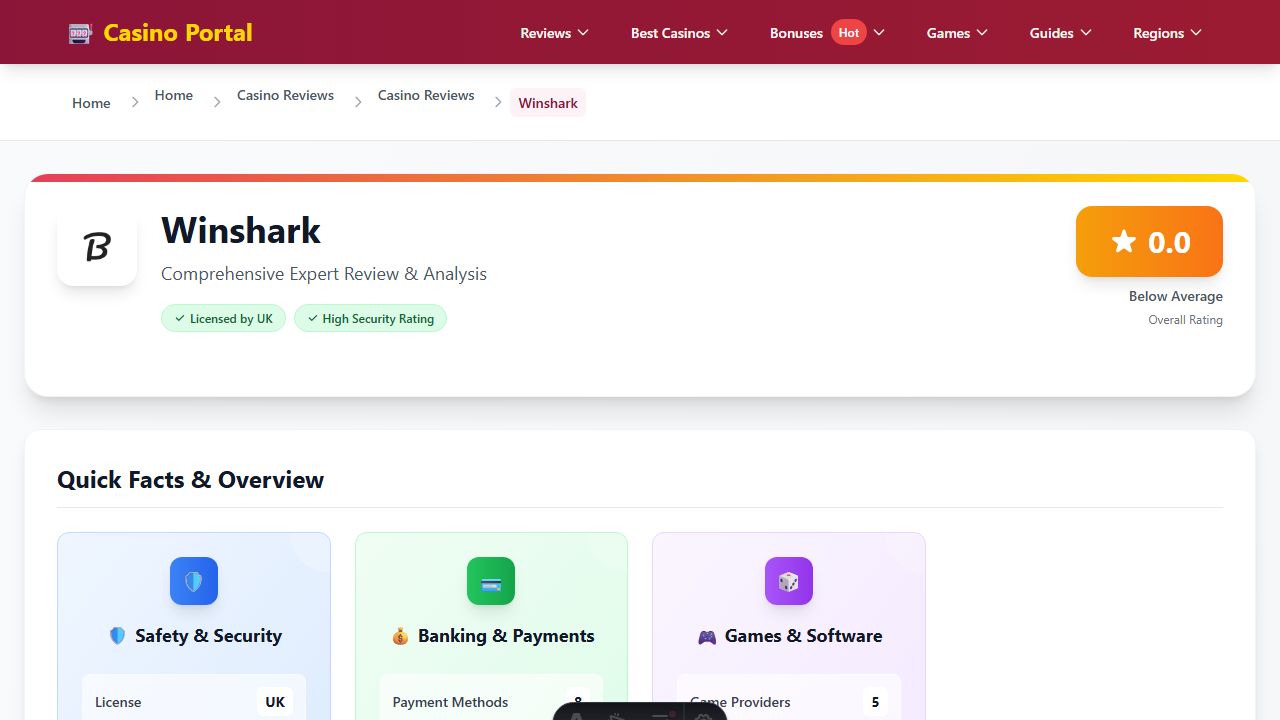 Casino Portal
Reviews
Best Casinos
Bonuses Hot
Games
Guides
Regions
Home
Home
Casino Reviews
Casino Reviews
Winshark
B
Winshark
Comprehensive Expert Review & Analysis
Licensed by UK
High Security Rating
0.0
Below Average
Overall Rating
Quick Facts & Overview
Safety & Security
Banking & Payments
Games & Software
License UK
Payment Methods 8
Game Providers 5